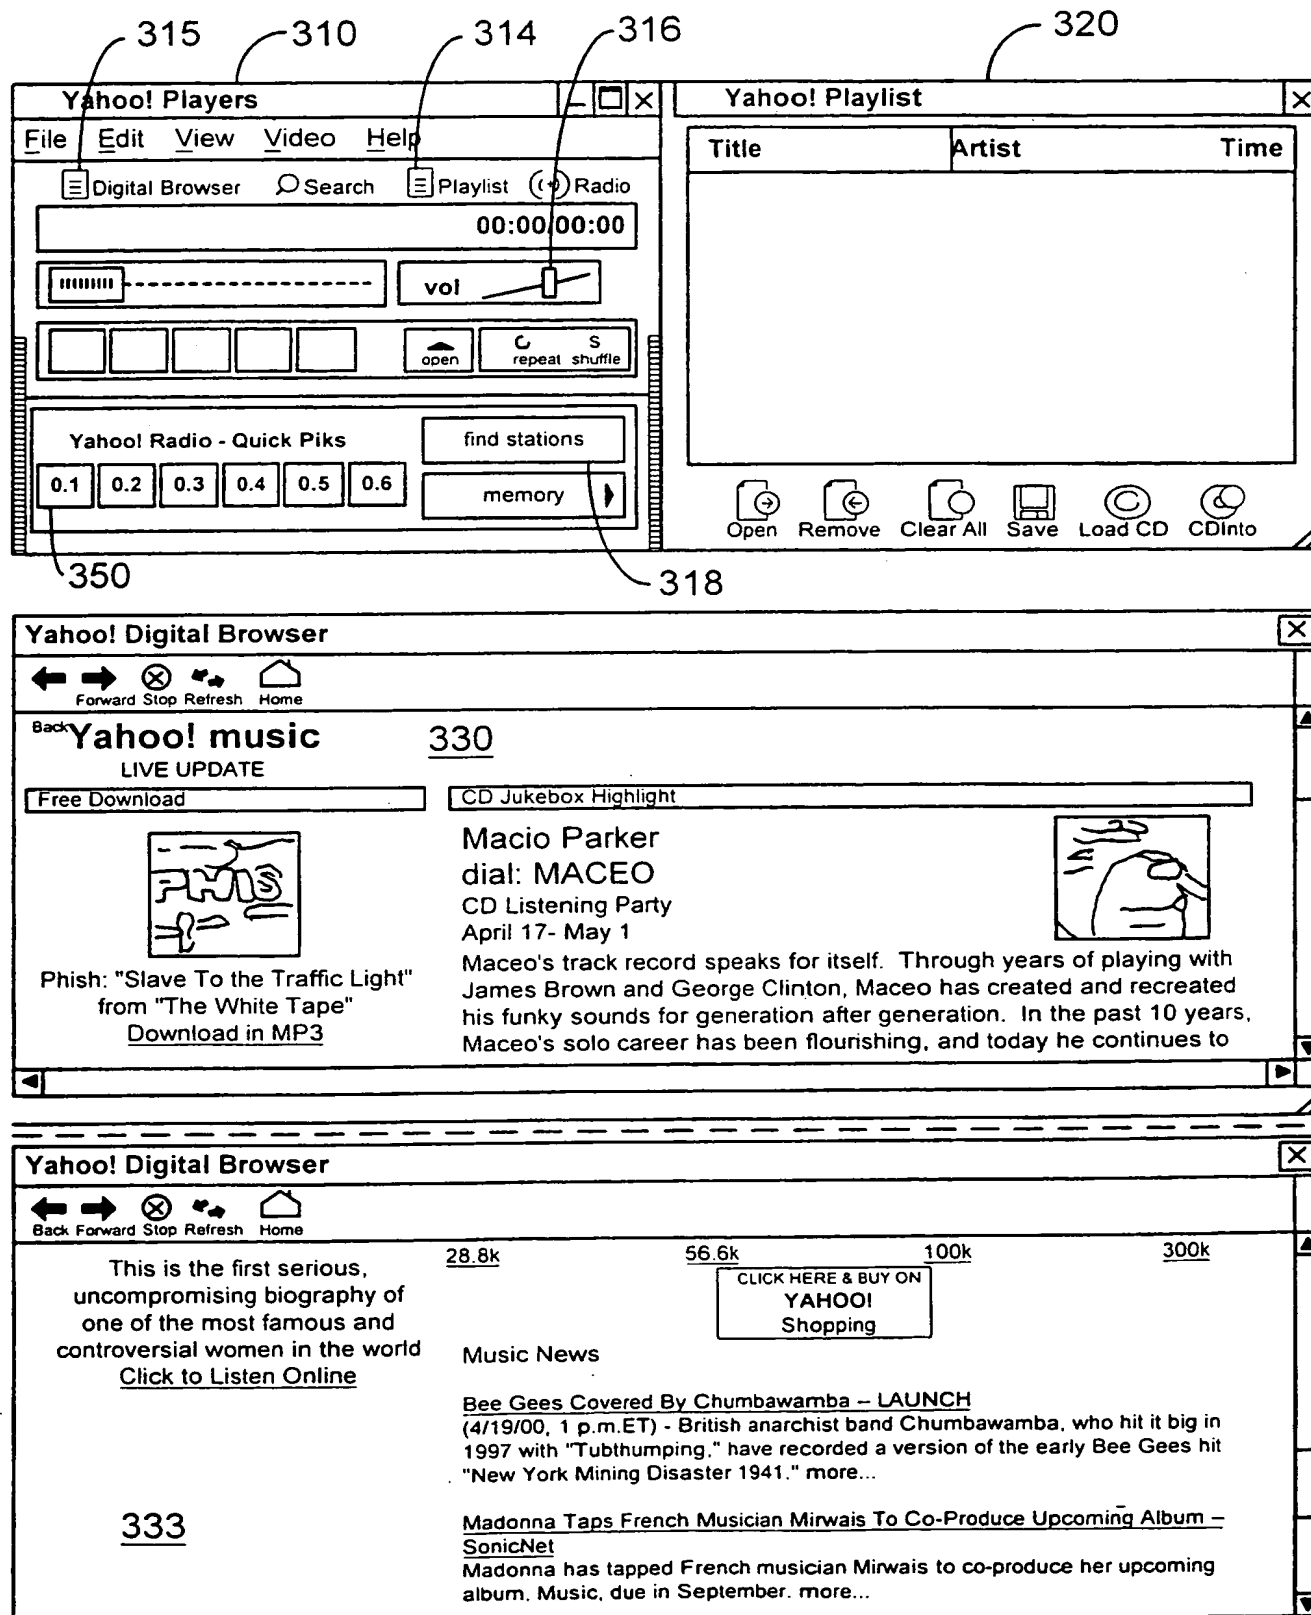 315 310 314 316 320
Yahoo! Players
File Edit View Video Help
Digital Browser Search Playlist Radio
00:00/00:00
vol
open
C S
repeat shuffle
Yahoo! Radio - Quick Piks
find stations
0.1 0.2 0.3 0.4 0.5 0.6
memory
350
318
Yahoo! Playlist
Title Artist Time
Open Remove Clear All Save Load CD CDInto
Yahoo! Digital Browser
Forward Stop Refresh Home
Back
Yahoo! music
330
LIVE UPDATE
Free Download
Phish: "Slave To the Traffic Light"
from "The White Tape"
Download in MP3
CD Jukebox Highlight
Macio Parker
dial: MACEO
CD Listening Party
April 17- May 1
Maceo's track record speaks for itself. Through years of playing with
James Brown and George Clinton, Maceo has created and recreated
his funky sounds for generation after generation. In the past 10 years,
Maceo's solo career has been flourishing, and today he continues to
Yahoo! Digital Browser
Back Forward Stop Refresh Home
This is the first serious,
uncompromising biography of
one of the most famous and
controversial women in the world
Click to Listen Online
333
28.8k 56.6k 100k 300k
CLICK HERE & BUY ON
YAHOO!
Shopping
Music News
Bee Gees Covered By Chumbawamba – LAUNCH
(4/19/00, 1 p.m.ET) - British anarchist band Chumbawamba, who hit it big in
1997 with "Tubthumping," have recorded a version of the early Bee Gees hit
"New York Mining Disaster 1941." more...
Madonna Taps French Musician Mirwais To Co-Produce Upcoming Album –
SonicNet
Madonna has tapped French musician Mirwais to co-produce her upcoming
album, Music, due in September. more...